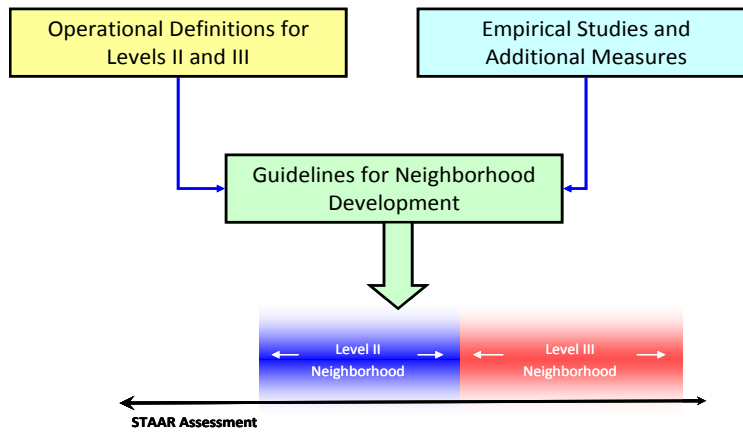 Operational Definitions for
Levels II and III
Empirical Studies and
Additional Measures
Guidelines for Neighborhood
Development
Level II
Neighborhood
Level III
Neighborhood
STAAR Assessment